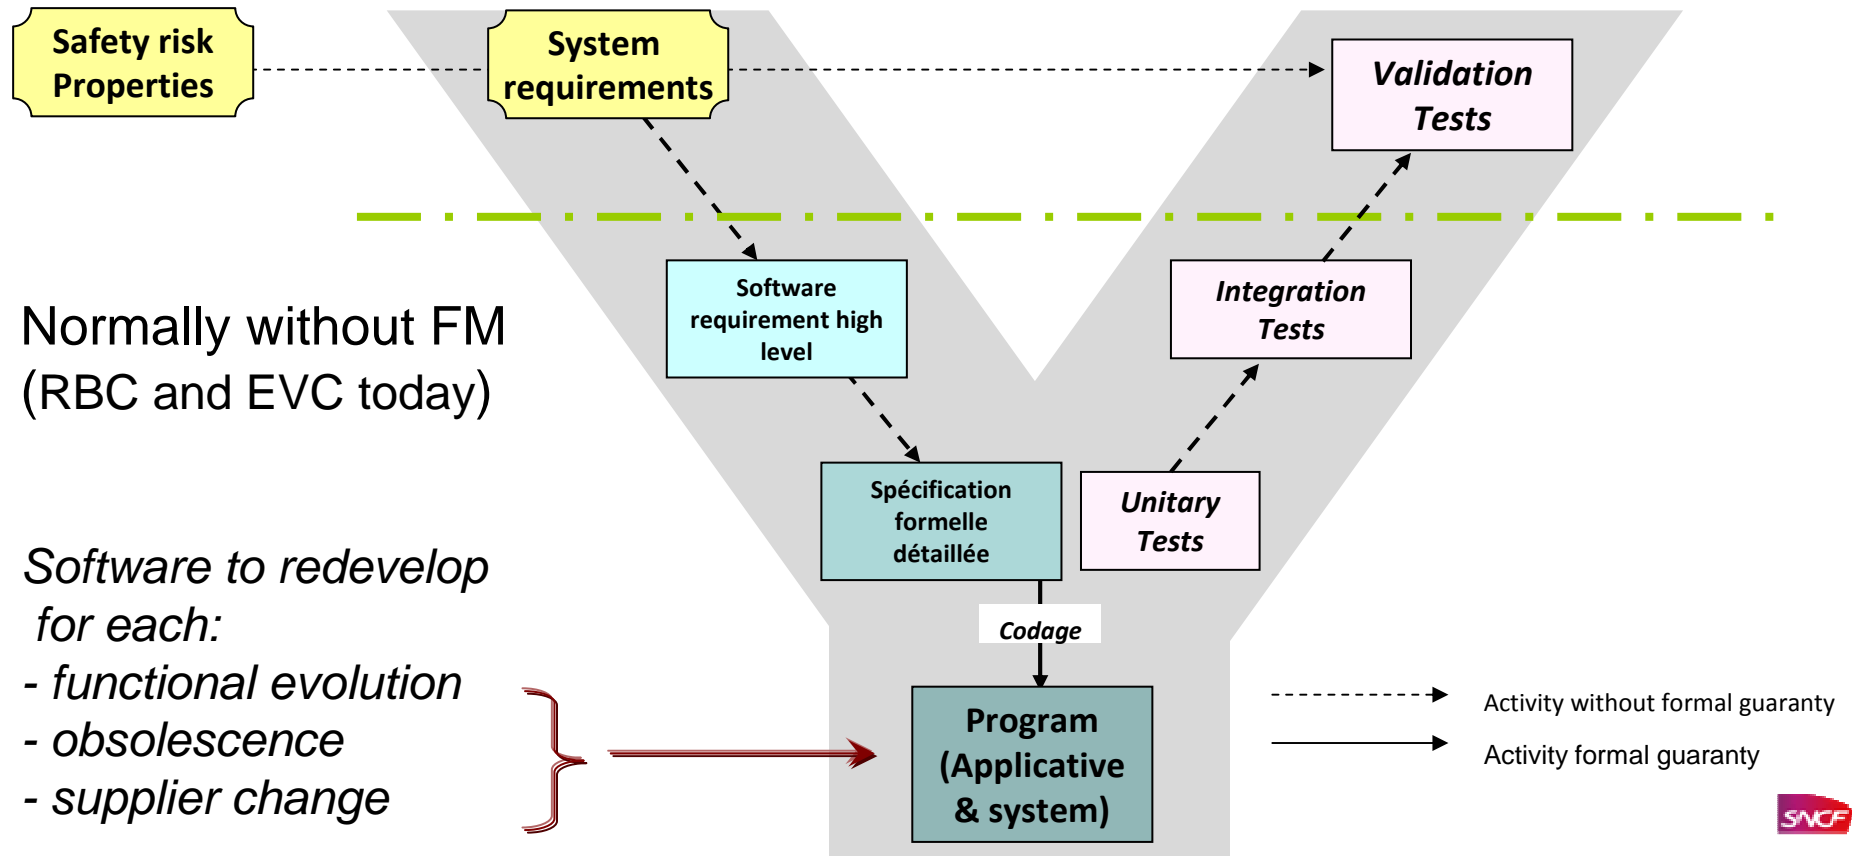 Safety risk
Properties
System
requirements
Validation
Tests
Software
requirement high
level
Integration
Tests
Normally without FM
(RBC and EVC today)
Spécification
formelle
détaillée
Unitary
Tests
Software to redevelop
for each:
- functional evolution
- obsolescence
- supplier change
Codage
Program
(Applicative
& system)
Activity without formal guaranty
Activity formal guaranty
SNCF